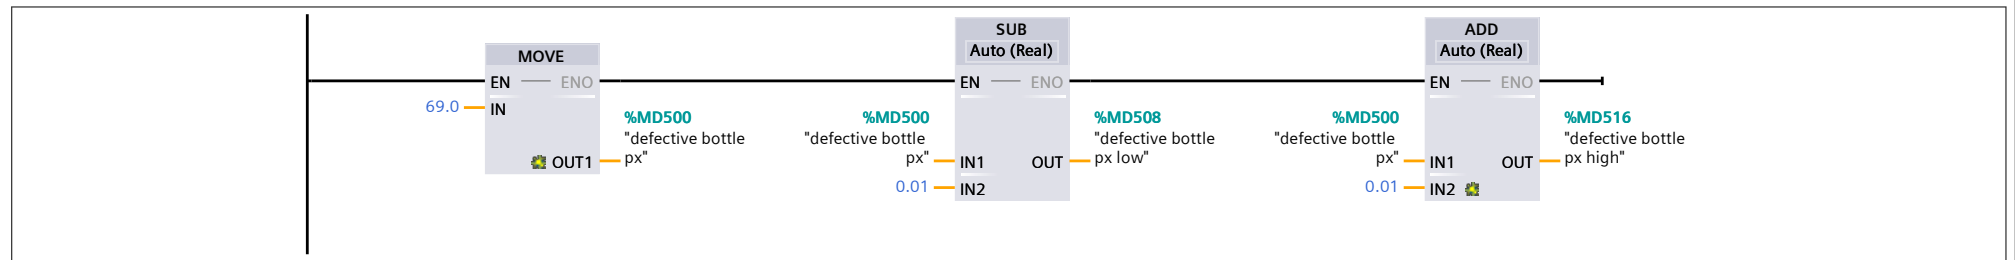 MOVE
EN ENO
69.0 IN
%MD500
"defective bottle
px"
OUT1
SUB
Auto (Real)
EN ENO
%MD500
"defective bottle
px"
IN1 OUT
0.01 IN2
%MD508
"defective bottle
px low"
ADD
Auto (Real)
EN ENO
%MD500
"defective bottle
px"
IN1 OUT
0.01 IN2
%MD516
"defective bottle
px high"